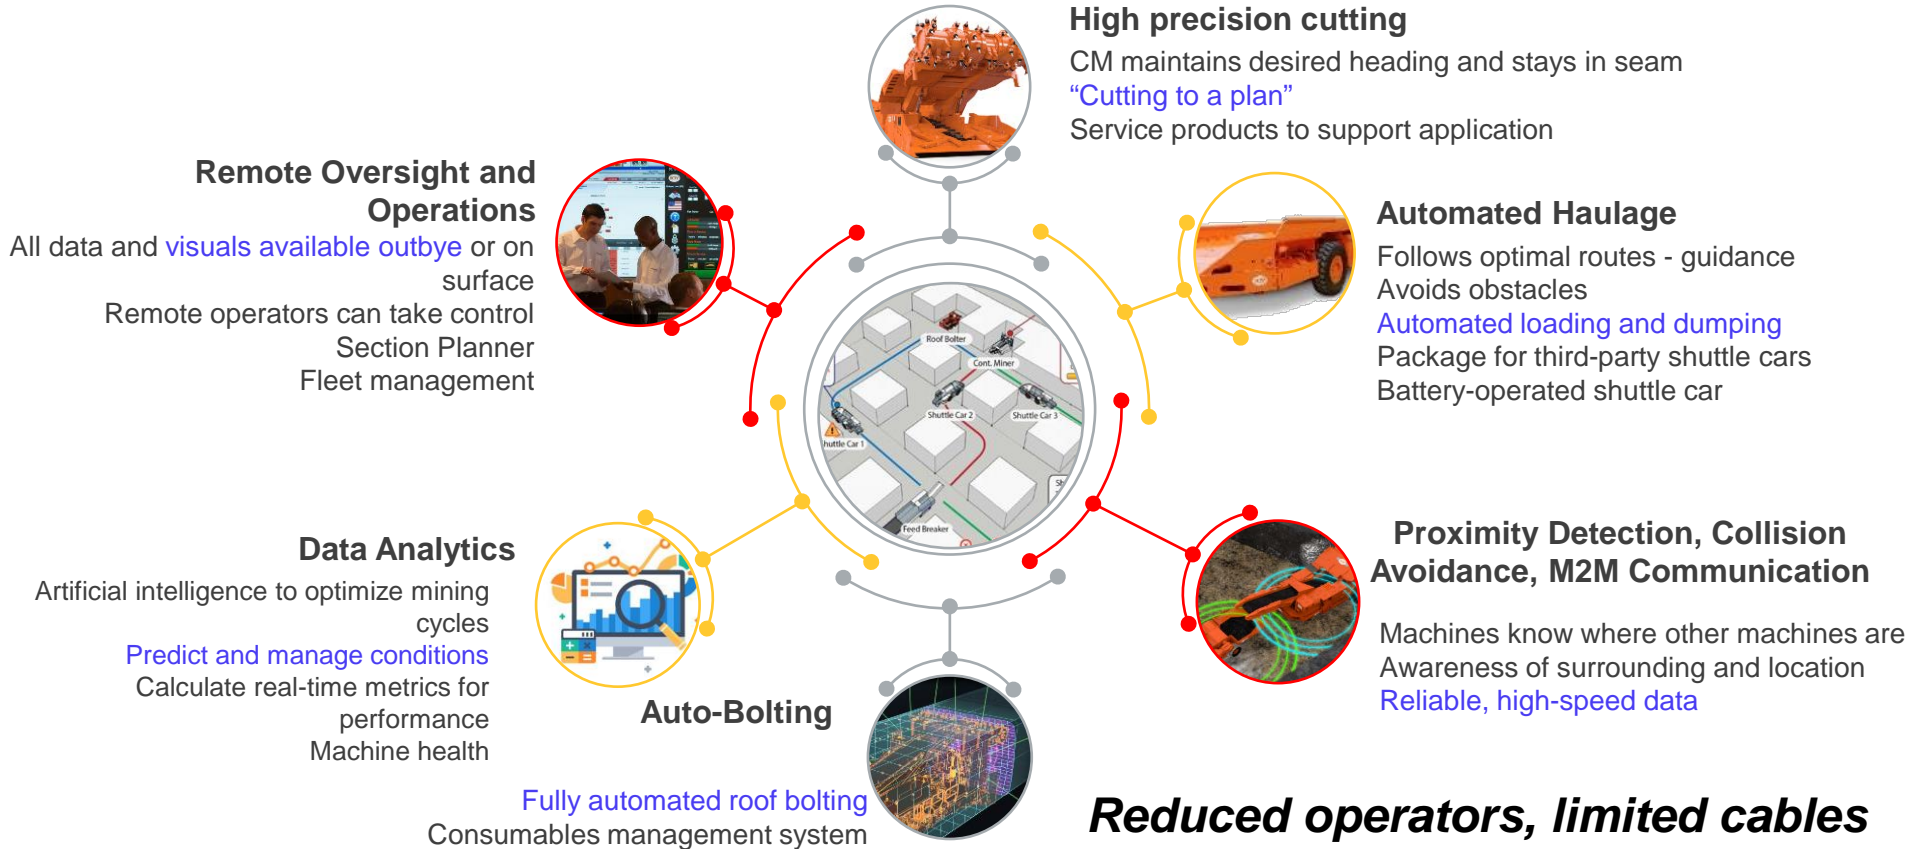 High precision cutting
CM maintains desired heading and stays in seam
“Cutting to a plan”
Service products to support application
Remote Oversight and
Operations
All data and visuals available outbye or on
surface
Remote operators can take control
Section Planner
Fleet management
Automated Haulage
Follows optimal routes - guidance
Avoids obstacles
Automated loading and dumping
Package for third-party shuttle cars
Battery-operated shuttle car
Roof Bolter
Cont. Miner
Shuttle Car 2
Shuttle Car 3
huttle Car 1
Feed Breaker
Data Analytics
Artificial intelligence to optimize mining
cycles
Predict and manage conditions
Calculate real-time metrics for
performance
Machine health
Proximity Detection, Collision
Avoidance, M2M Communication
Machines know where other machines are
Awareness of surrounding and location
Reliable, high-speed data
Auto-Bolting
Fully automated roof bolting
Consumables management system
Reduced operators, limited cables